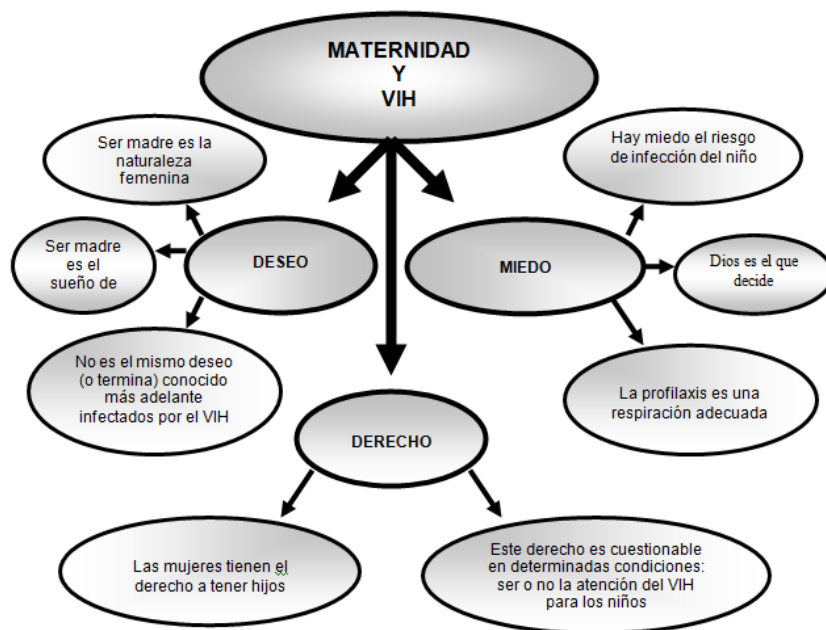 MATERNIDAD
Y
VIH
Ser madre es la
naturaleza
femenina
Hay miedo el riesgo
de infección del niño
Ser madre
es el
sueño de
DESEO
MIEDO
Dios es el que
decide
No es el mismo deseo
(o termina) conocido
más adelante
infectados por el VIH
La profilaxis es una
respiración adecuada
DERECHO
Las mujeres tienen el
derecho a tener hijos
Este derecho es cuestionable
en determinadas condiciones:
ser o no la atención del VIH
para los niños